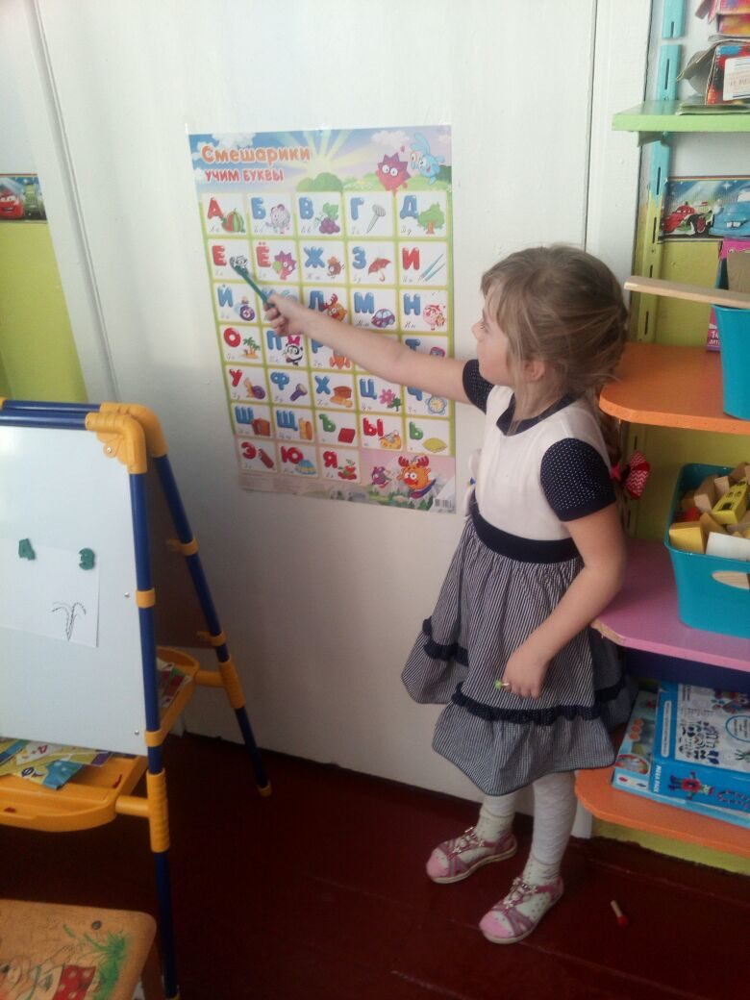 Смешарики
УЧИМ БУКВЫ
А Б В Г Д
Е Ё Ж З И
Й К Л М Н
О П Р Т
У Ф Х Ц Ч
Ш Щ Ъ Ы Ь
Э Ю Я
А Э